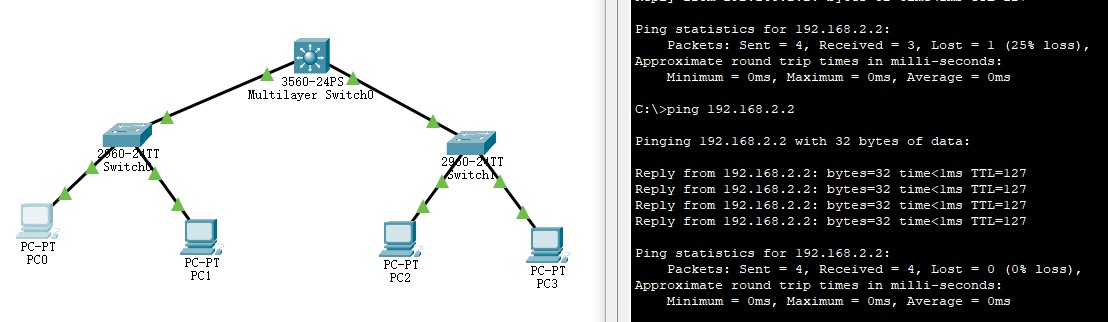 3560-24PS
Multilayer Switch0
2960-24TT
Switch0
2960-24TT
Switch1
PC-PT
PC0
PC-PT
PC1
PC-PT
PC2
PC-PT
PC3
Ping statistics for 192.168.2.2:
Packets: Sent = 4, Received = 3, Lost = 1 (25% loss),
Approximate round trip times in milli-seconds:
Minimum = 0ms, Maximum = 0ms, Average = 0ms
C:\>ping 192.168.2.2
Pinging 192.168.2.2 with 32 bytes of data:
Reply from 192.168.2.2: bytes=32 time<1ms TTL=127
Reply from 192.168.2.2: bytes=32 time<1ms TTL=127
Reply from 192.168.2.2: bytes=32 time<1ms TTL=127
Reply from 192.168.2.2: bytes=32 time<1ms TTL=127
Ping statistics for 192.168.2.2:
Packets: Sent = 4, Received = 4, Lost = 0 (0% loss),
Approximate round trip times in milli-seconds:
Minimum = 0ms, Maximum = 0ms, Average = 0ms